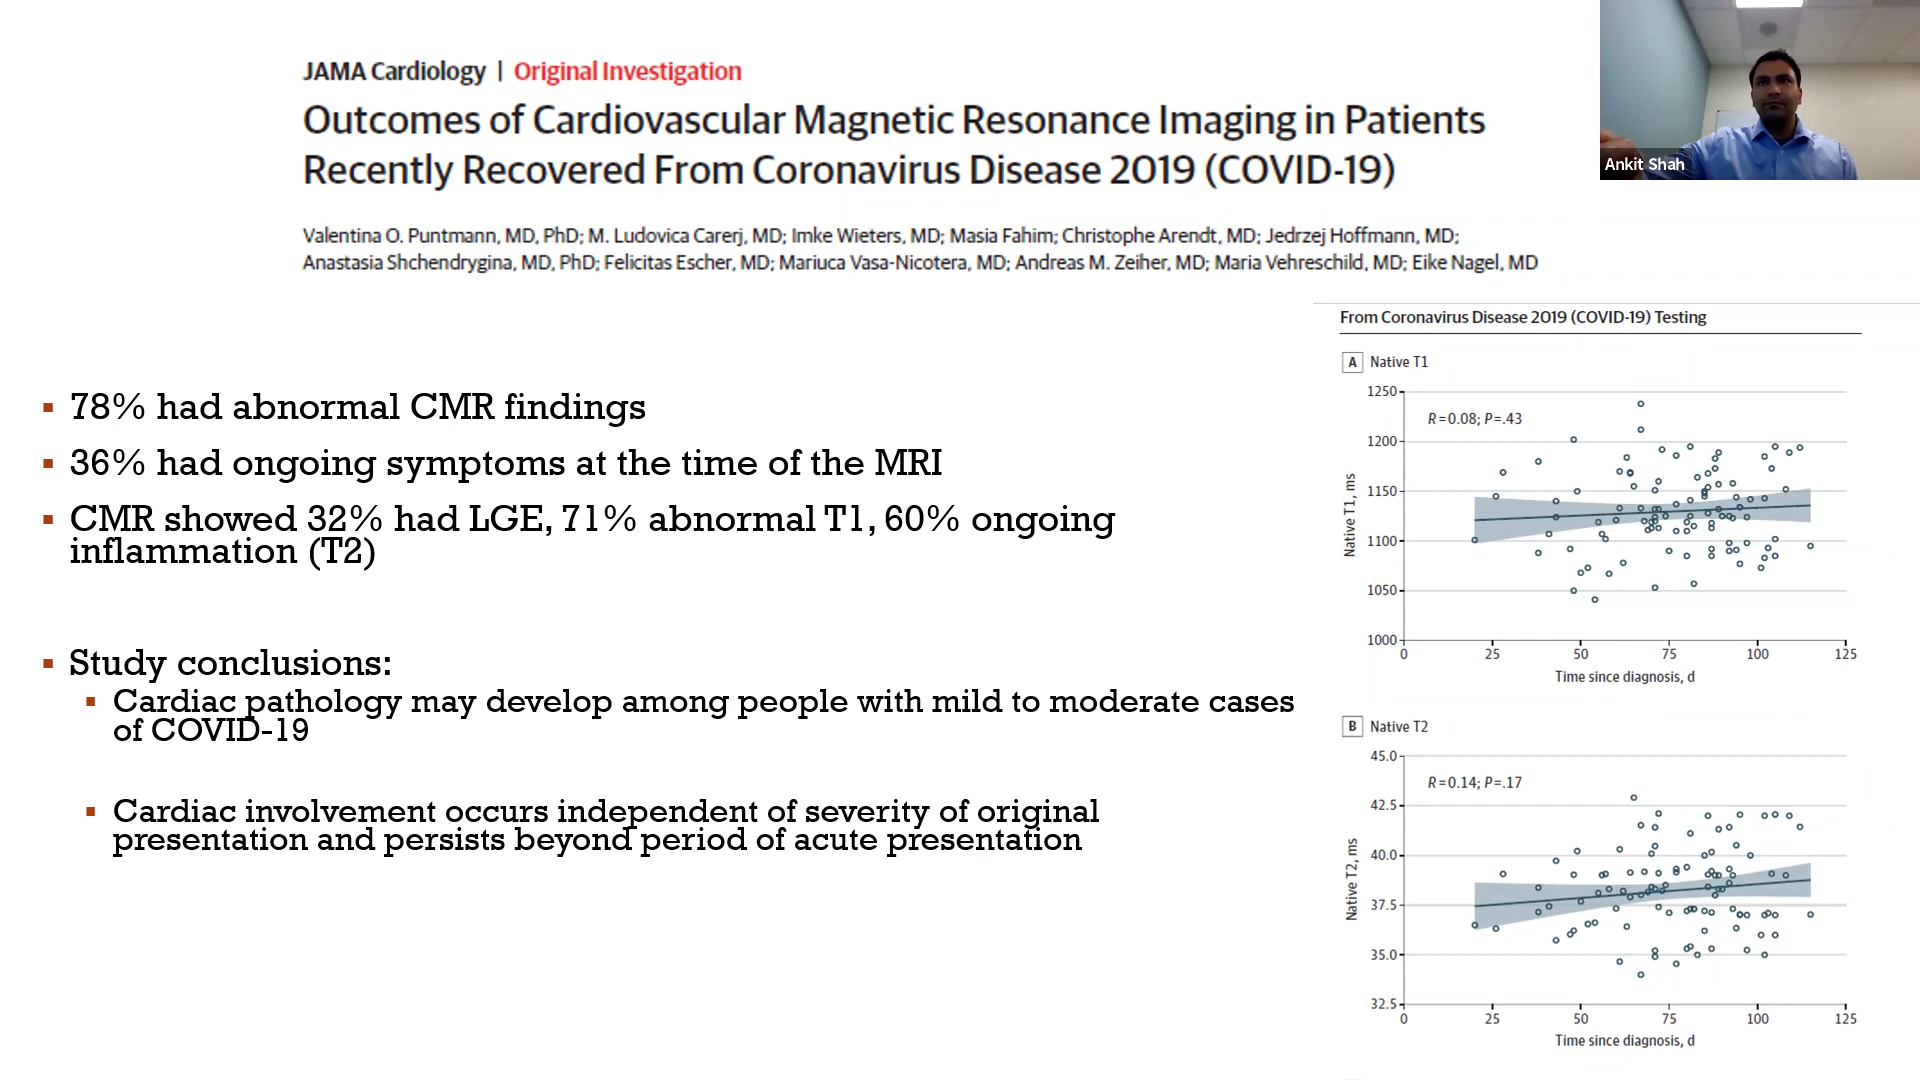 JAMA Cardiology | Original Investigation
Outcomes of Cardiovascular Magnetic Resonance Imaging in Patients
Recently Recovered From Coronavirus Disease 2019 (COVID-19)
Valentina O. Puntmann, MD, PhD; M. Ludovica Carerj, MD; Imke Wieters, MD; Masia Fahim; Christophe Arendt, MD; Jedrzej Hoffmann, MD;
Anastasia Shchendrygina, MD, PhD; Felicitas Escher, MD; Mariuca Vasa-Nicotera, MD; Andreas M. Zeiher, MD; Maria Vehreschild, MD; Eike Nagel, MD
Ankit Shah
▪ 78% had abnormal CMR findings
▪ 36% had ongoing symptoms at the time of the MRI
▪ CMR showed 32% had LGE, 71% abnormal T1, 60% ongoing
inflammation (T2)
▪ Study conclusions:
▪ Cardiac pathology may develop among people with mild to moderate cases
of COVID-19
▪ Cardiac involvement occurs independent of severity of original
presentation and persists beyond period of acute presentation
From Coronavirus Disease 2019 (COVID-19) Testing
A Native T1
R=0.08; P=.43
Native T1, ms
1250
1200
1150
1100
1050
1000
0 25 50 75 100 125
Time since diagnosis, d
B Native T2
R=0.14; P=.17
Native T2, ms
45.0
42.5
40.0
37.5
35.0
32.5
0 25 50 75 100 125
Time since diagnosis, d